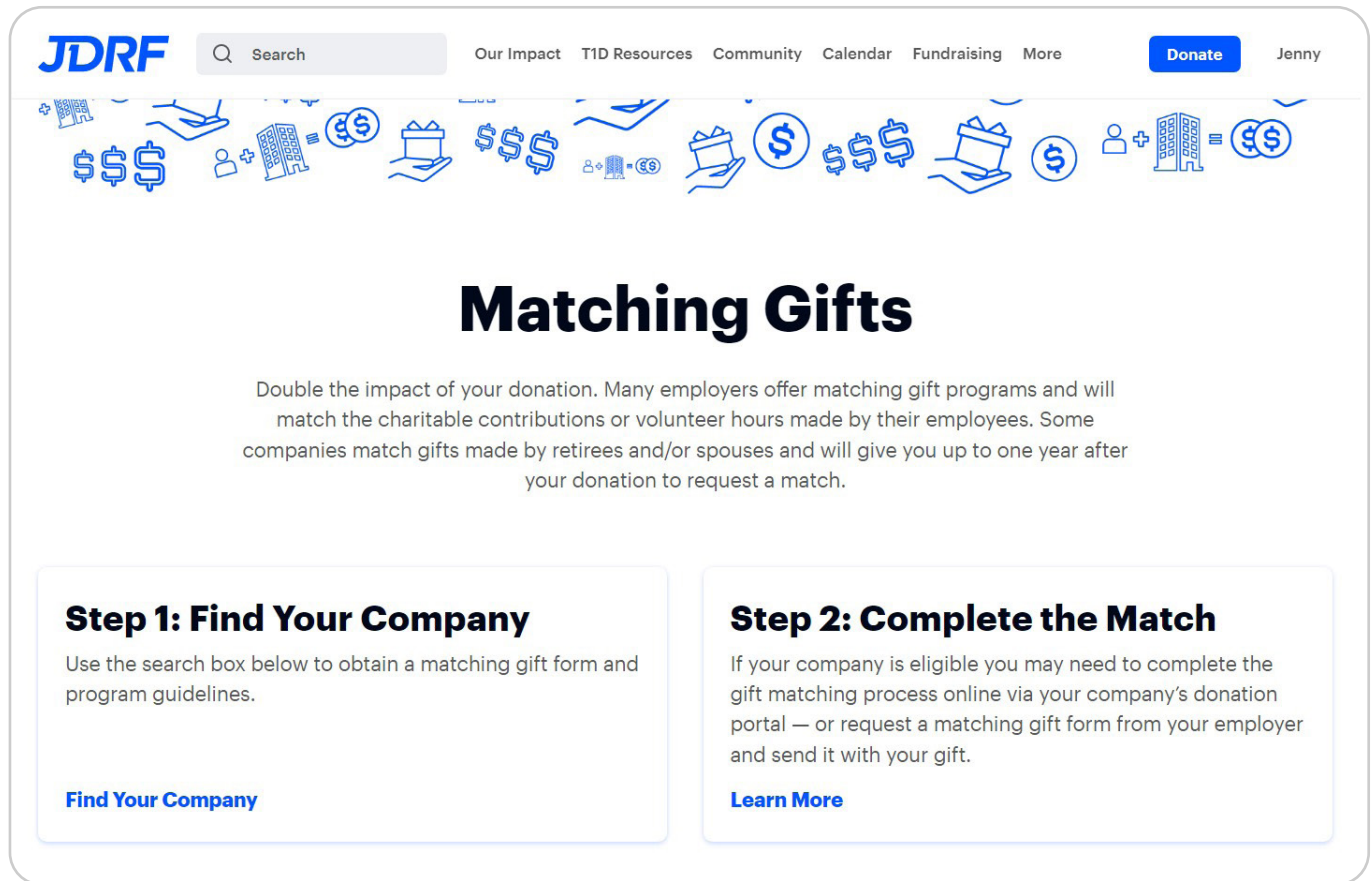 JDRF
Search
Our Impact T1D Resources Community Calendar Fundraising More
Donate
Jenny
Matching Gifts
Double the impact of your donation. Many employers offer matching gift programs and will
match the charitable contributions or volunteer hours made by their employees. Some
companies match gifts made by retirees and/or spouses and will give you up to one year after
your donation to request a match.
Step 1: Find Your Company
Use the search box below to obtain a matching gift form and
program guidelines.
Find Your Company
Step 2: Complete the Match
If your company is eligible you may need to complete the
gift matching process online via your company’s donation
portal — or request a matching gift form from your employer
and send it with your gift.
Learn More